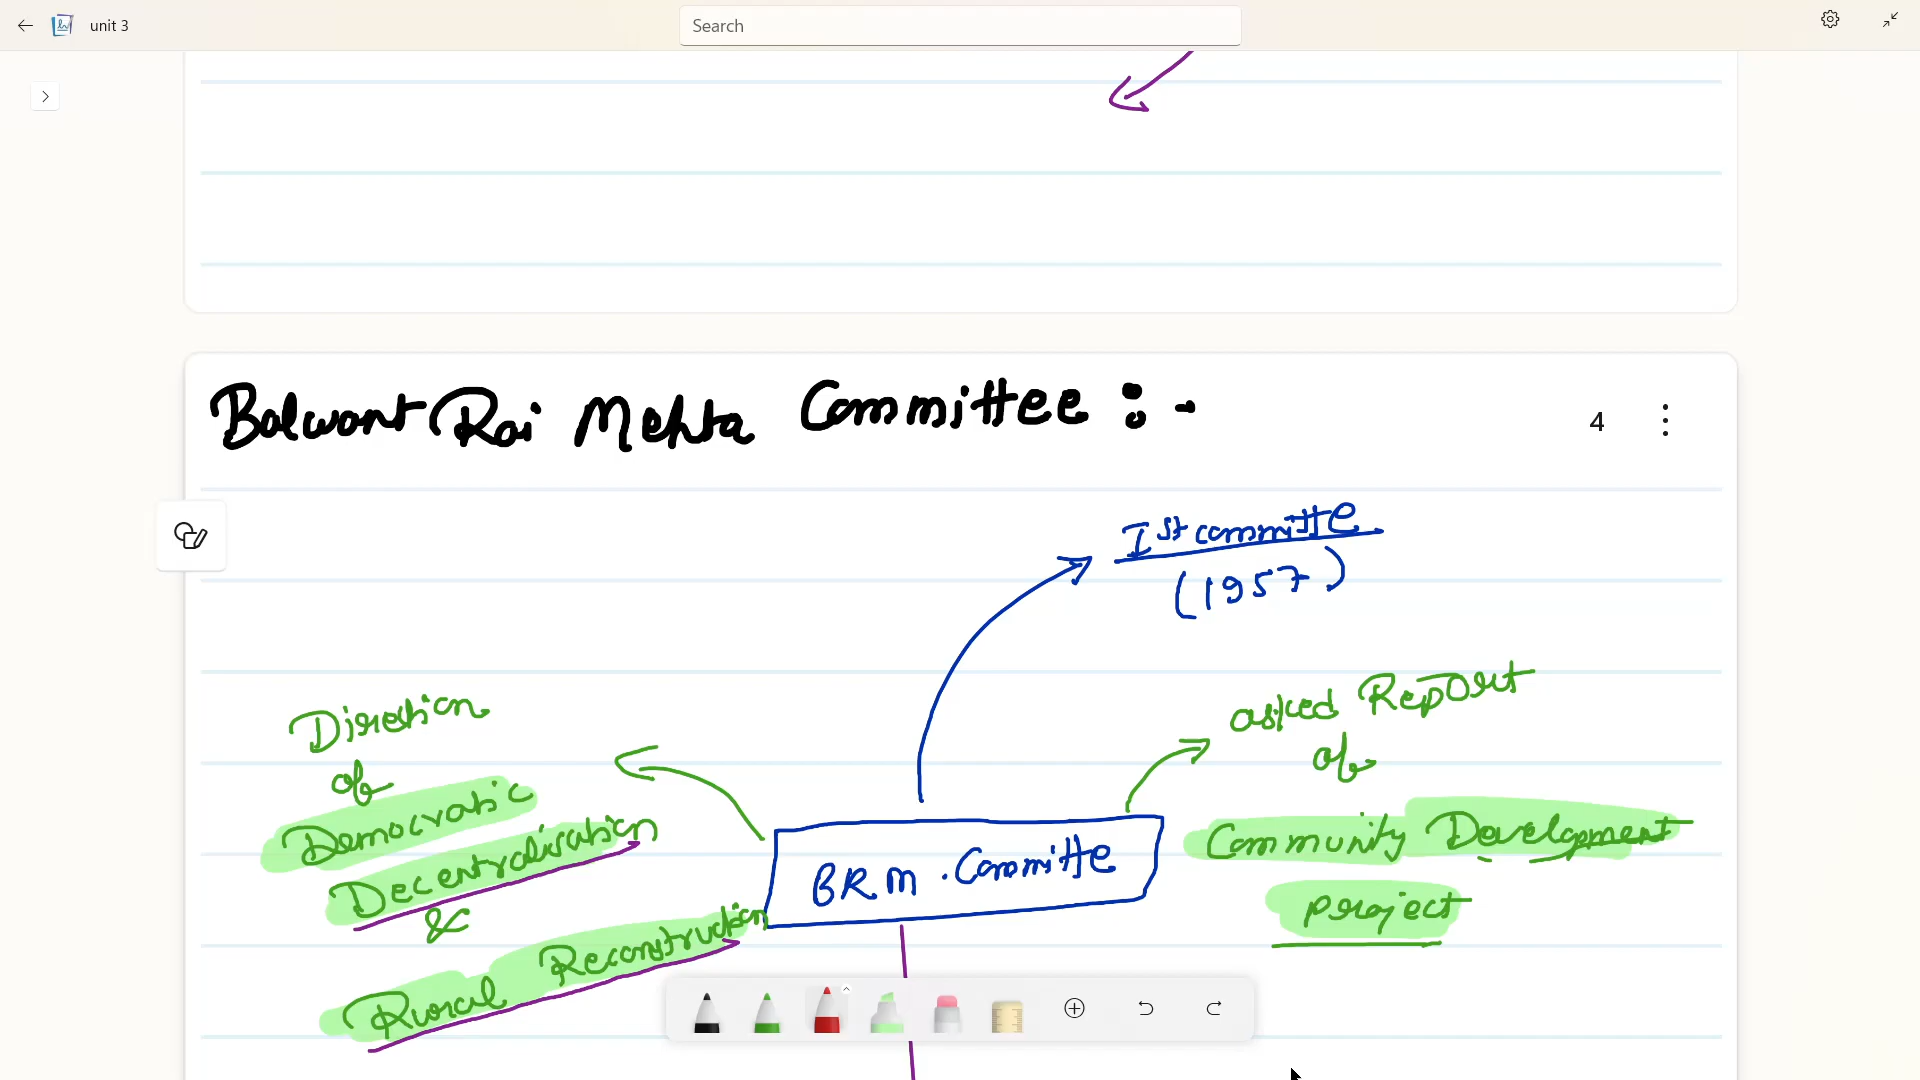 unit 3
Search
Balwant Rai Mehta Committee :-
4
Ist committe
(1957)
Direction
of
Democratic
Decentralisation
&
Rural Reconstruction
BRM . Committe
asked Report
of
Community Development
project